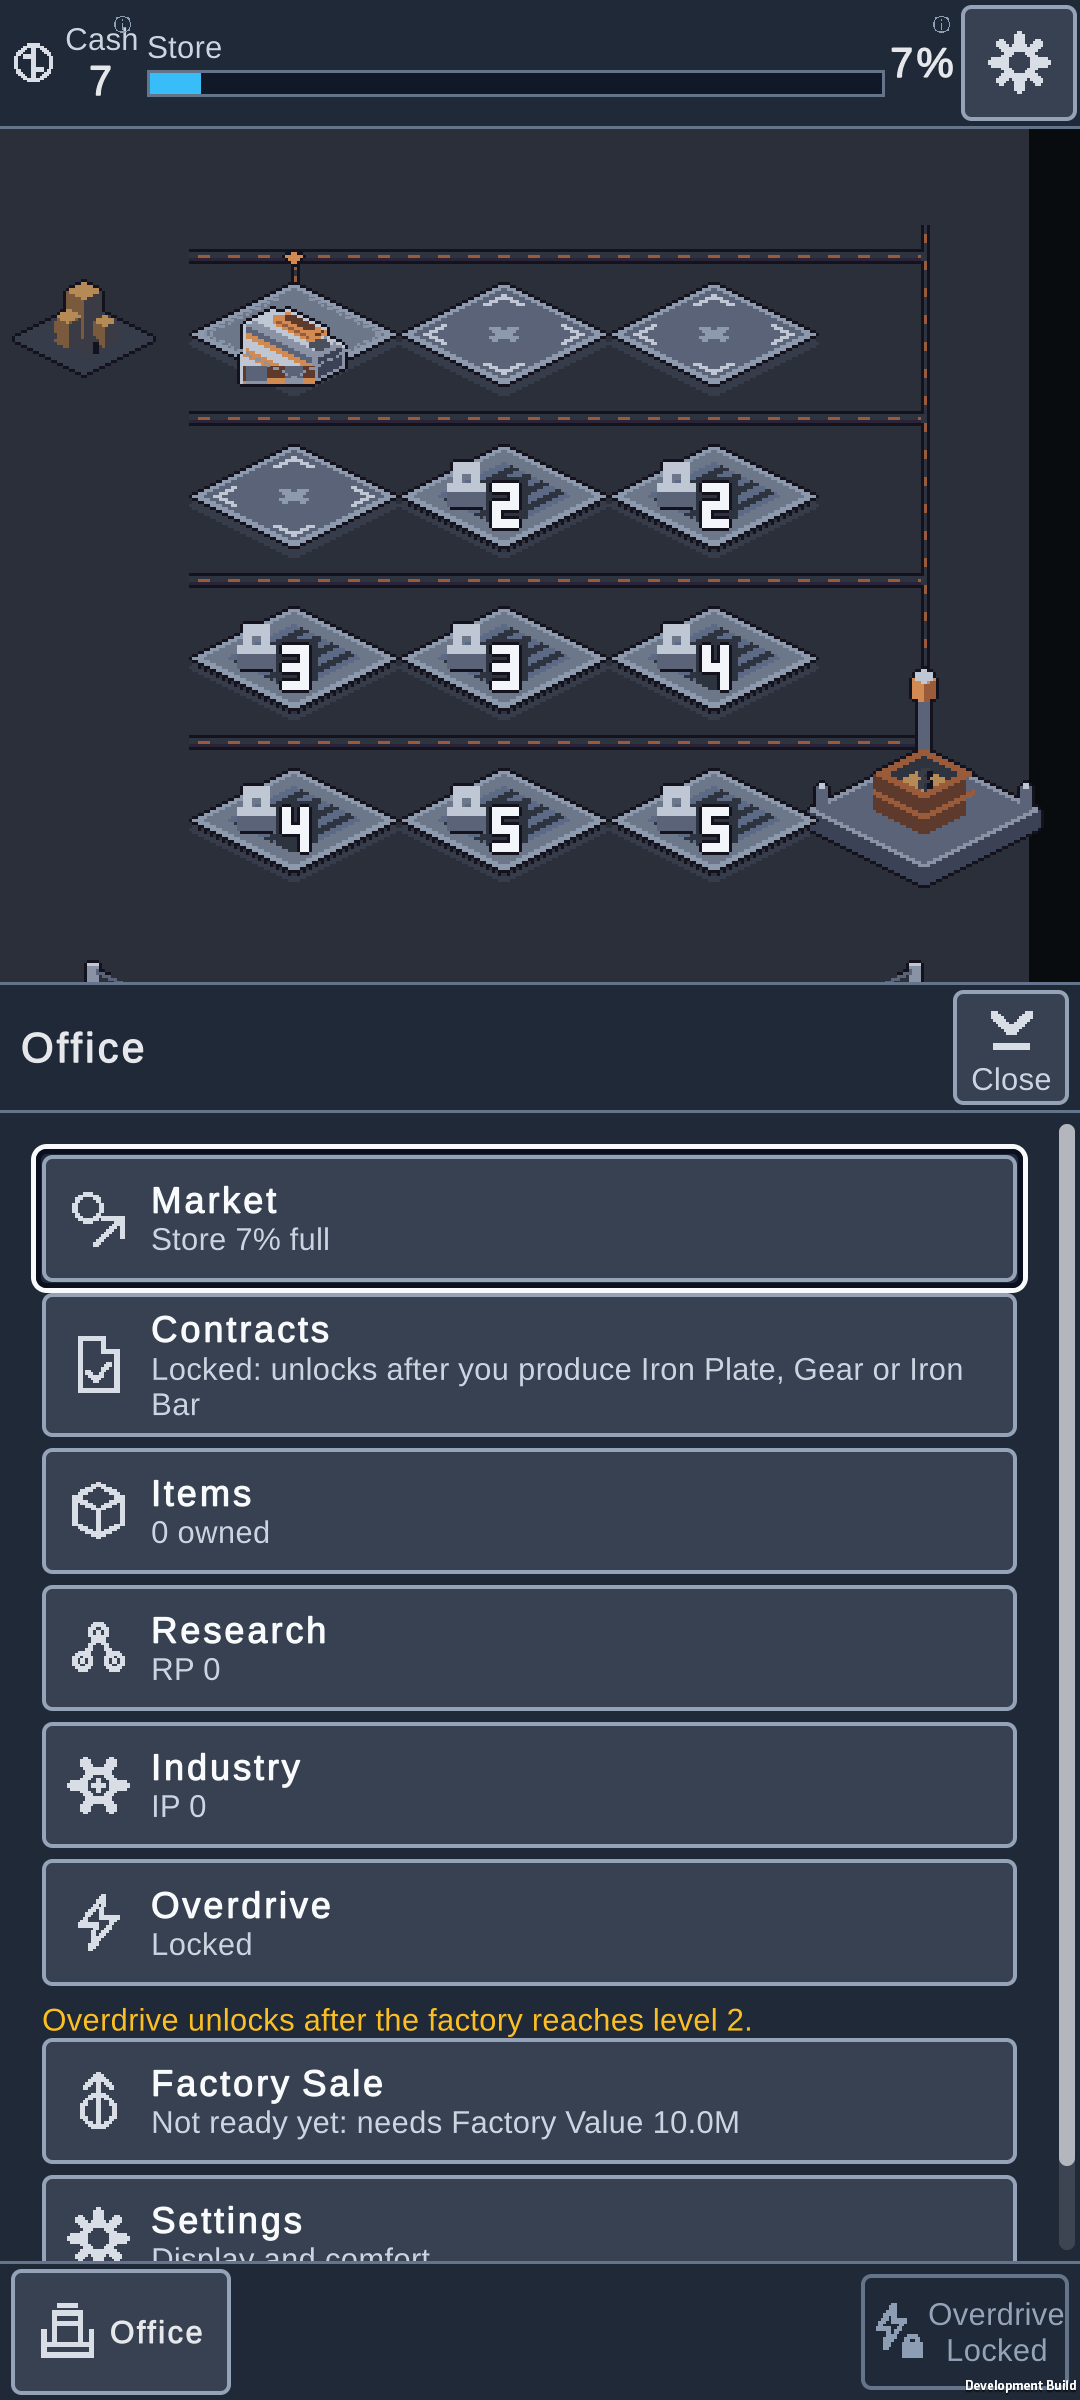 Cash
7
Store
7%
2
2
3
3
4
4
5
5
Office
Close
Market
Store 7% full
Contracts
Locked: unlocks after you produce Iron Plate, Gear or Iron
Bar
Items
0 owned
Research
RP 0
Industry
IP 0
Overdrive
Locked
Overdrive unlocks after the factory reaches level 2.
Factory Sale
Not ready yet: needs Factory Value 10.0M
Settings
Display and comfort
Office
Overdrive
Locked
Development Build